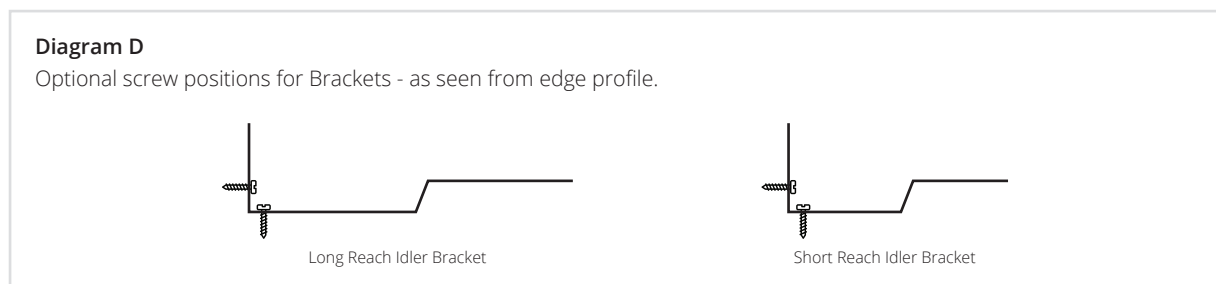 Diagram D
Optional screw positions for Brackets - as seen from edge profile.
Long Reach Idler Bracket
Short Reach Idler Bracket